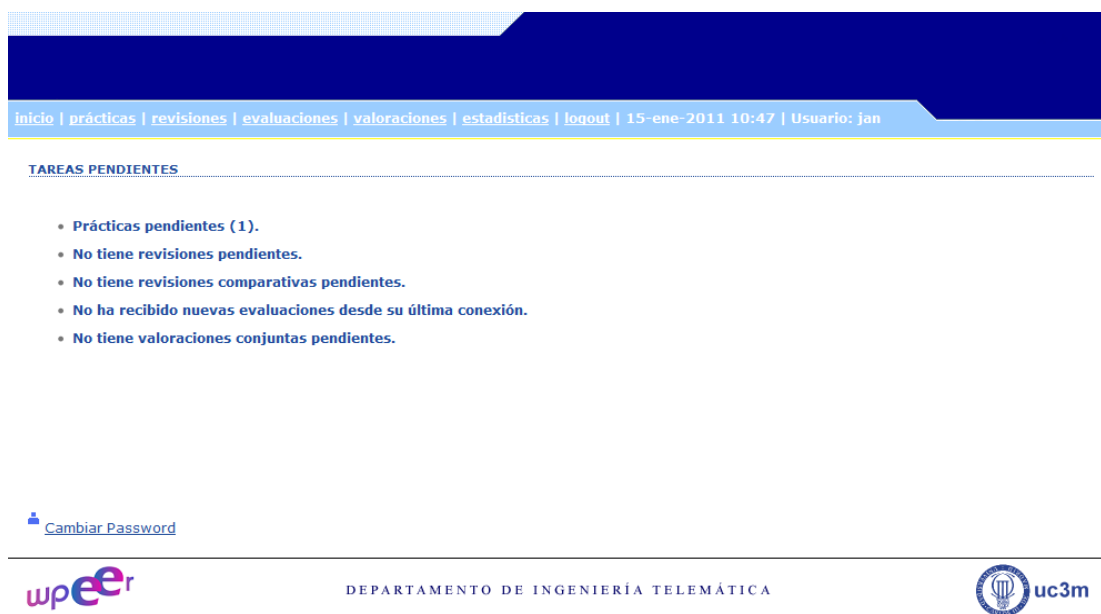 inicio | prácticas | revisiones | evaluaciones | valoraciones | estadisticas | logout | 15-ene-2011 10:47 | Usuario: jan
TAREAS PENDIENTES
• Prácticas pendientes (1).
• No tiene revisiones pendientes.
• No tiene revisiones comparativas pendientes.
• No ha recibido nuevas evaluaciones desde su última conexión.
• No tiene valoraciones conjuntas pendientes.
Cambiar Password
wpeer DEPARTAMENTO DE INGENIERÍA TELEMÁTICA uc3m